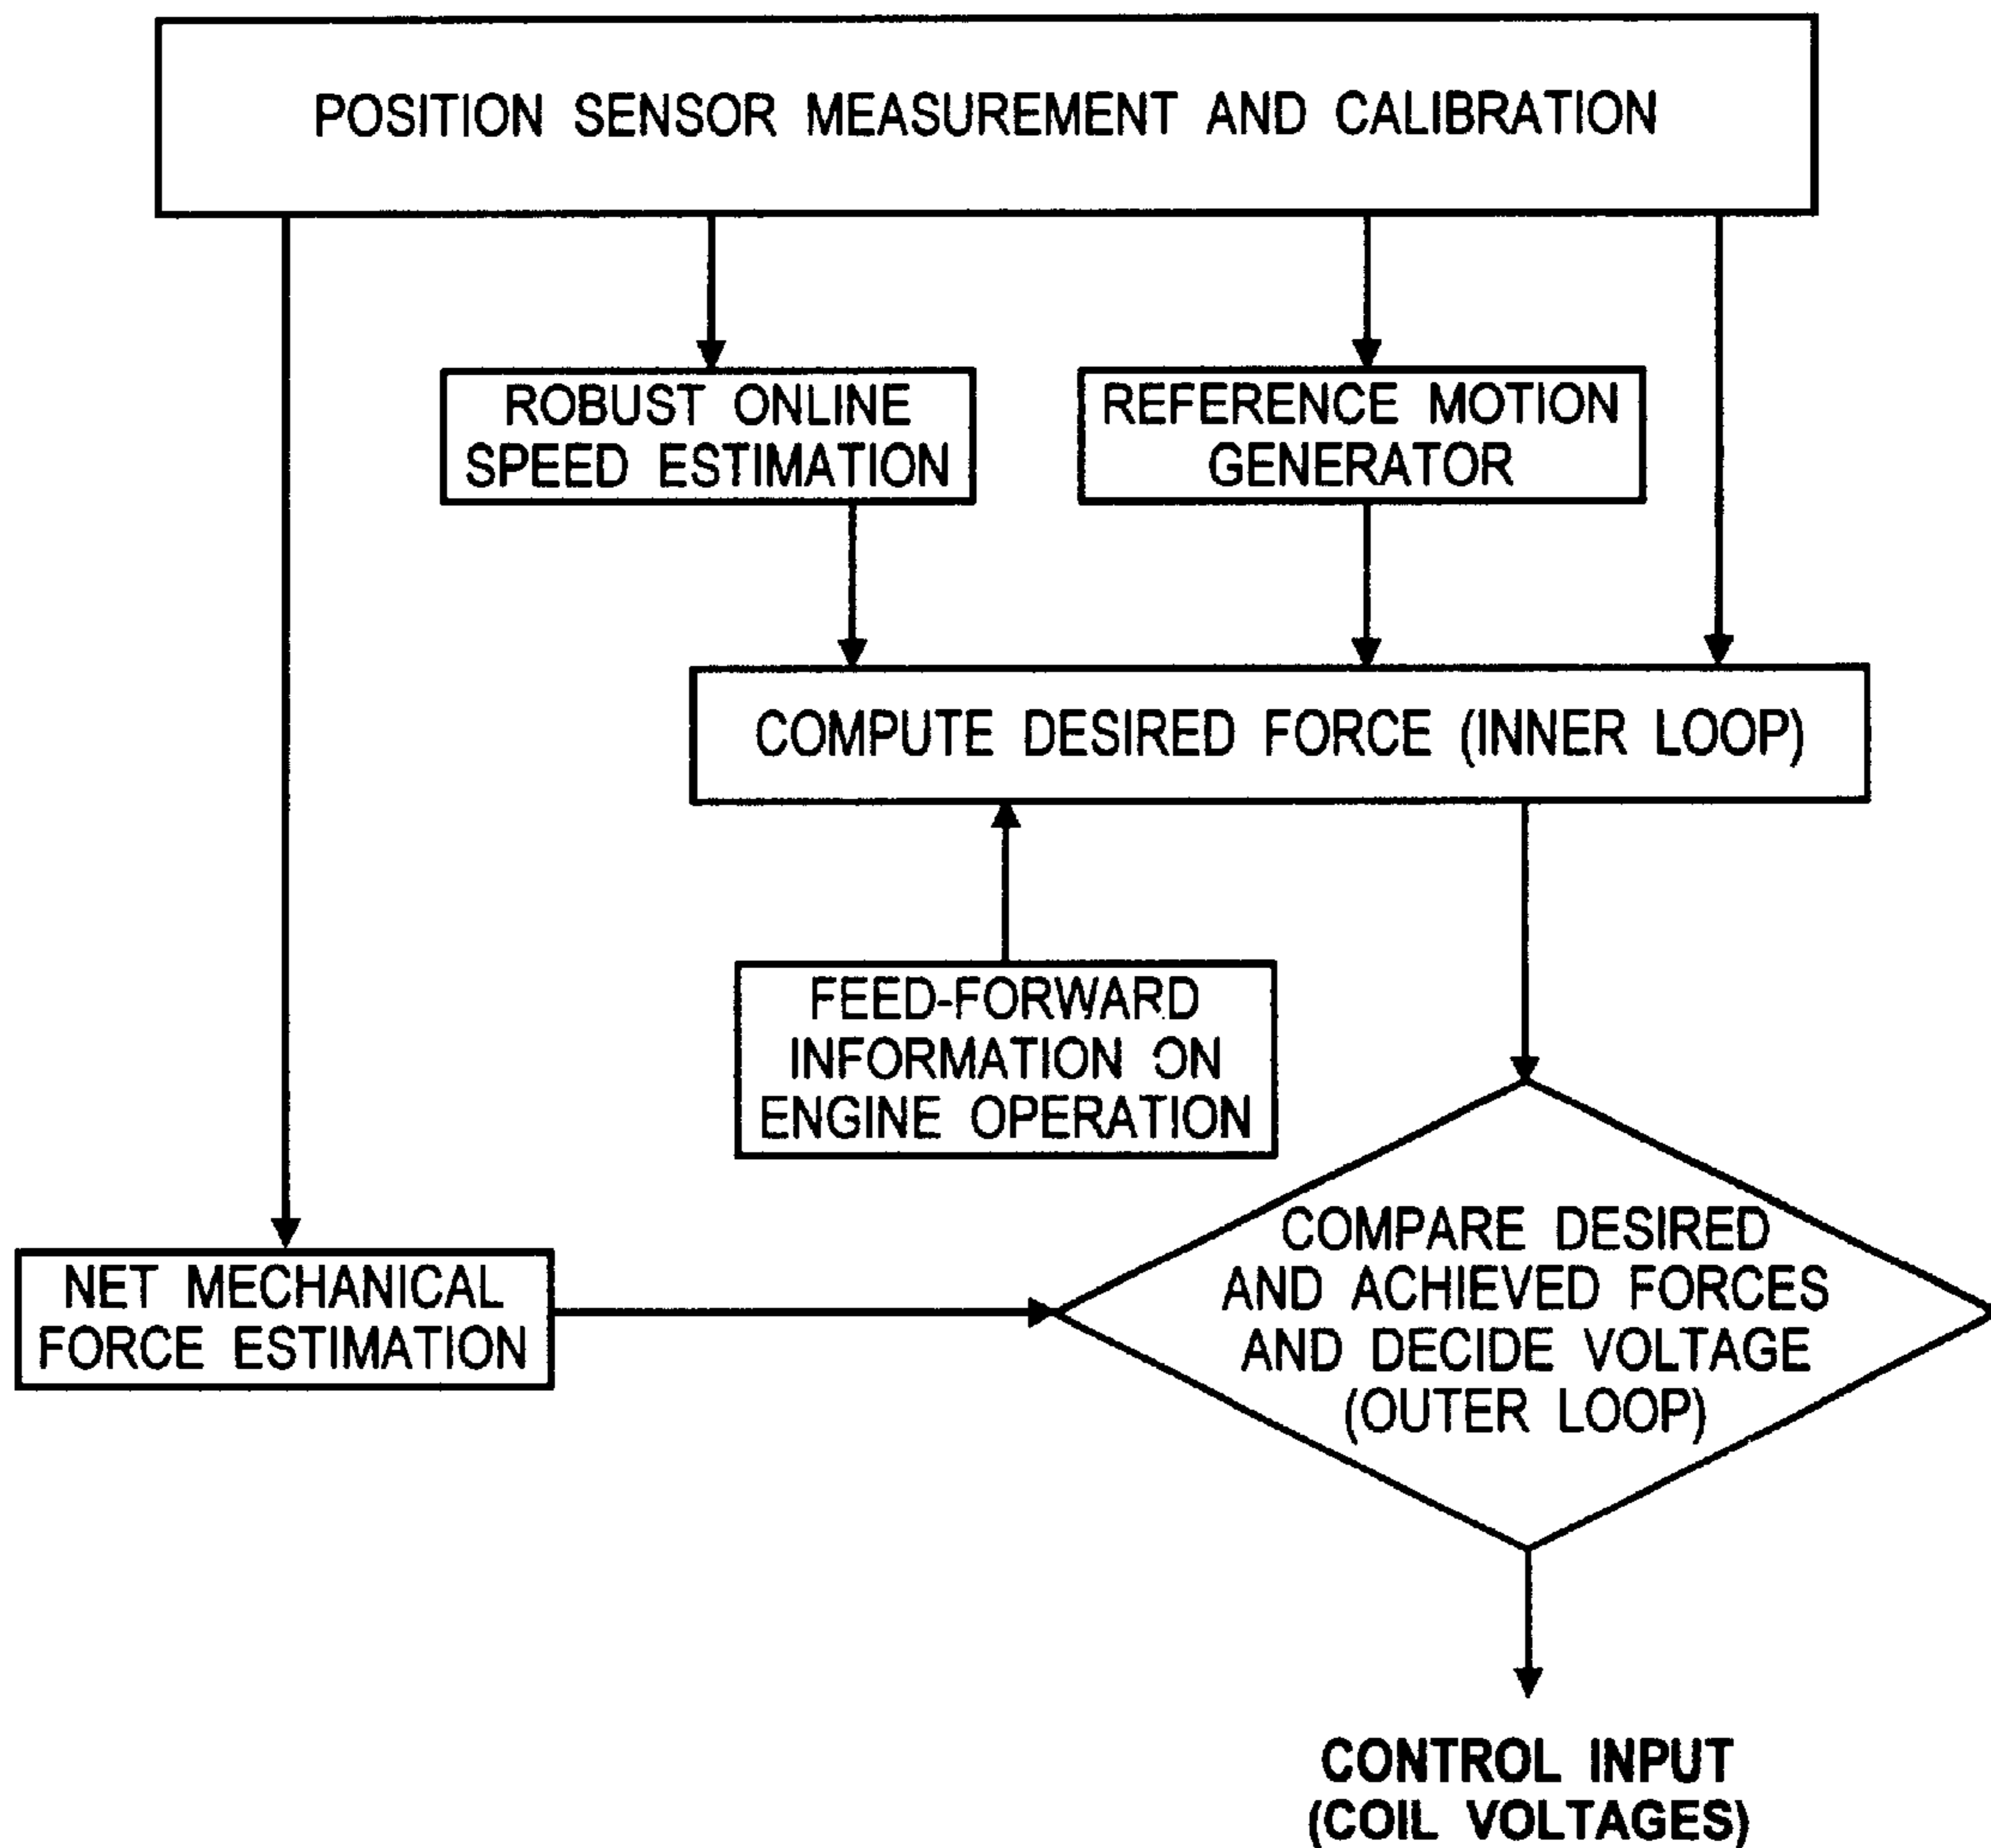 POSITION SENSOR MEASUREMENT AND CALIBRATION
ROBUST ONLINE
SPEED ESTIMATION
REFERENCE MOTION
GENERATOR
COMPUTE DESIRED FORCE (INNER LOOP)
FEED-FORWARD
INFORMATION ON
ENGINE OPERATION
NET MECHANICAL
FORCE ESTIMATION
COMPARE DESIRED
AND ACHIEVED FORCES
AND DECIDE VOLTAGE
(OUTER LOOP)
CONTROL INPUT
(COIL VOLTAGES)